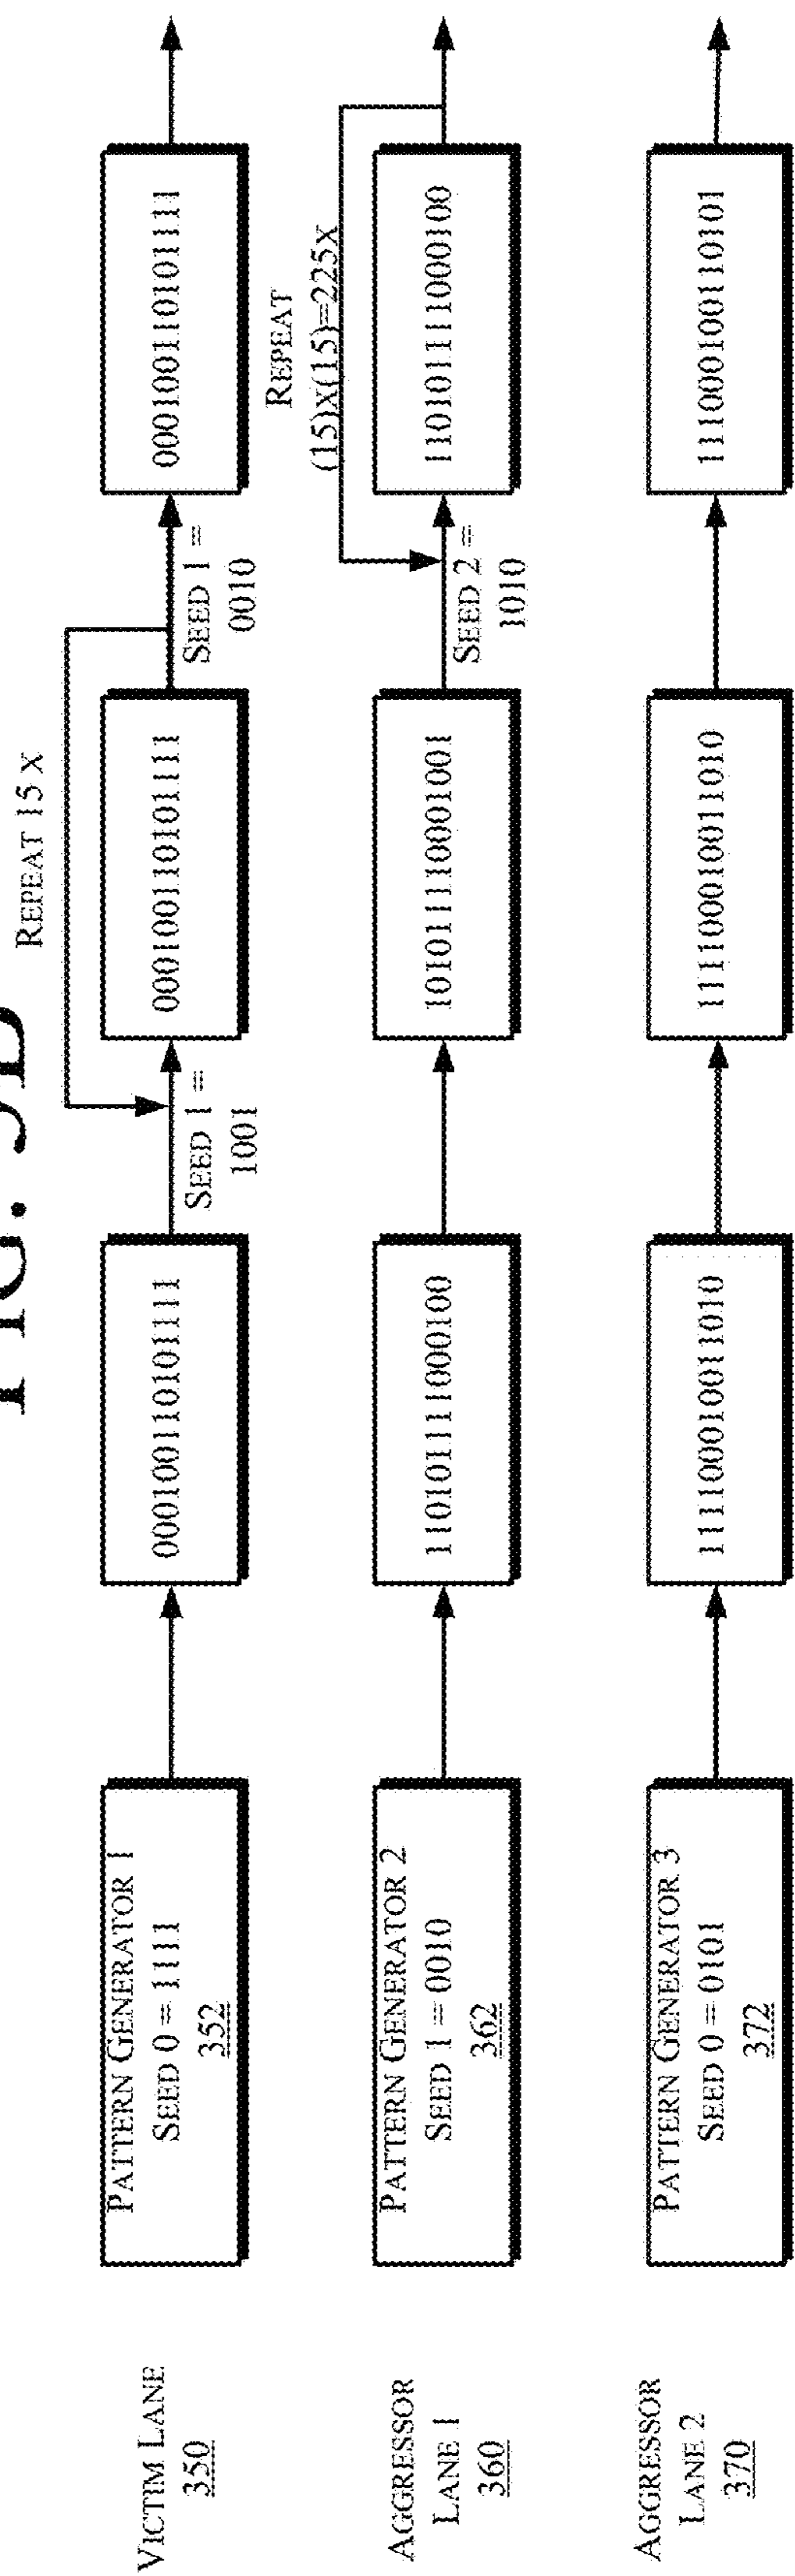 FIG.
REPEAT 15 X
VICTIM LANE
350
PATTERN GENERATOR 1
SEED 0 = 1111
352
000100110101111
SEED 1 =
1001
000100110101111
SEED 1 =
0010
000100110101111
REPEAT
(15)x(15)=225x
AGGRESSOR
LANE 1
360
PATTERN GENERATOR 2
SEED 1 = 0010
362
110101111000100
101011110001001
SEED 2 =
1010
110101111000100
AGGRESSOR
LANE 2
370
PATTERN GENERATOR 3
SEED 0 = 0101
372
111100010011010
111100010011010
111000100110101